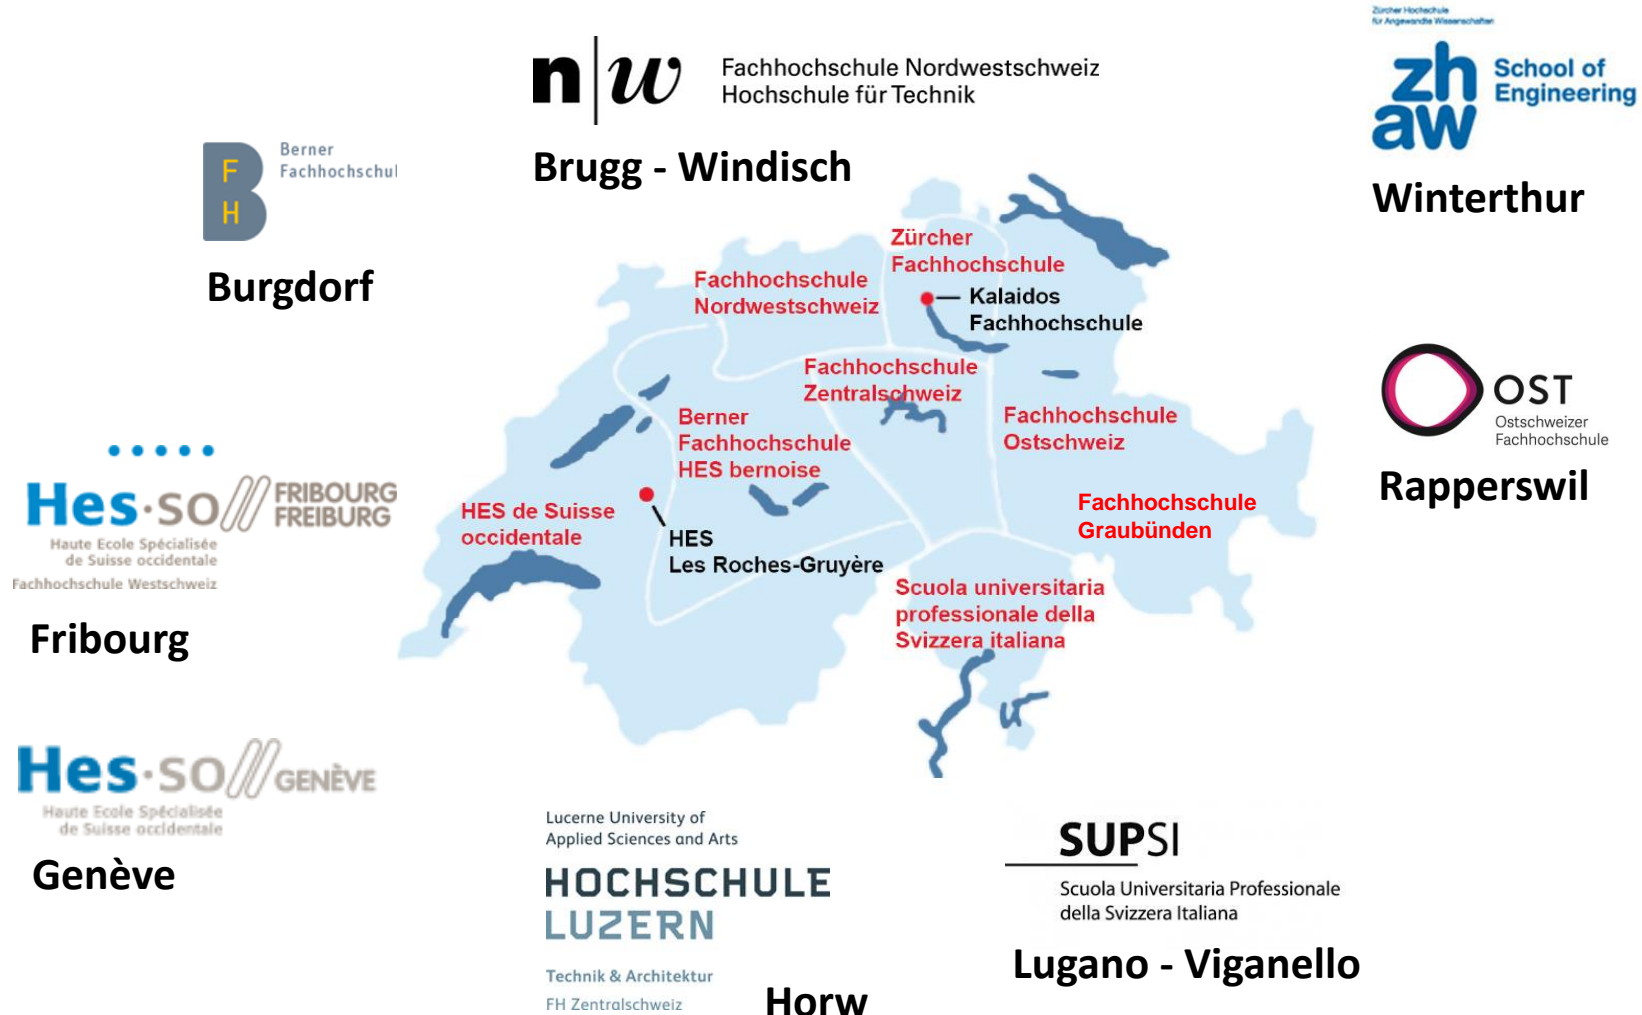 Zürcher Hochschule
für Angewandte Wissenschaften
zh
aw
School of
Engineering
Winterthur
n|w
Fachhochschule Nordwestschweiz
Hochschule für Technik
Brugg - Windisch
F
H
Berner
Fachhochschul
Burgdorf
Zürcher
Fachhochschule
Fachhochschule
Nordwestschweiz
Kalaidos
Fachhochschule
Fachhochschule
Zentralschweiz
Berner
Fachhochschule
HES bernoise
Fachhochschule
Ostschweiz
HES de Suisse
occidentale
HES
Les Roches-Gruyère
Fachhochschule
Graubünden
Scuola universitaria
professionale della
Svizzera italiana
OST
Ostschweizer
Fachhochschule
Rapperswil
Hes·so
FRIBOURG
FREIBURG
Haute Ecole Spécialisée
de Suisse occidentale
Fachhochschule Westschweiz
Fribourg
Hes·so GENÈVE
Haute Ecole Spécialisée
de Suisse occidentale
Genève
Lucerne University of
Applied Sciences and Arts
HOCHSCHULE
LUZERN
Technik & Architektur
FH Zentralschweiz
Horw
SUPSI
Scuola Universitaria Professionale
della Svizzera Italiana
Lugano - Viganello